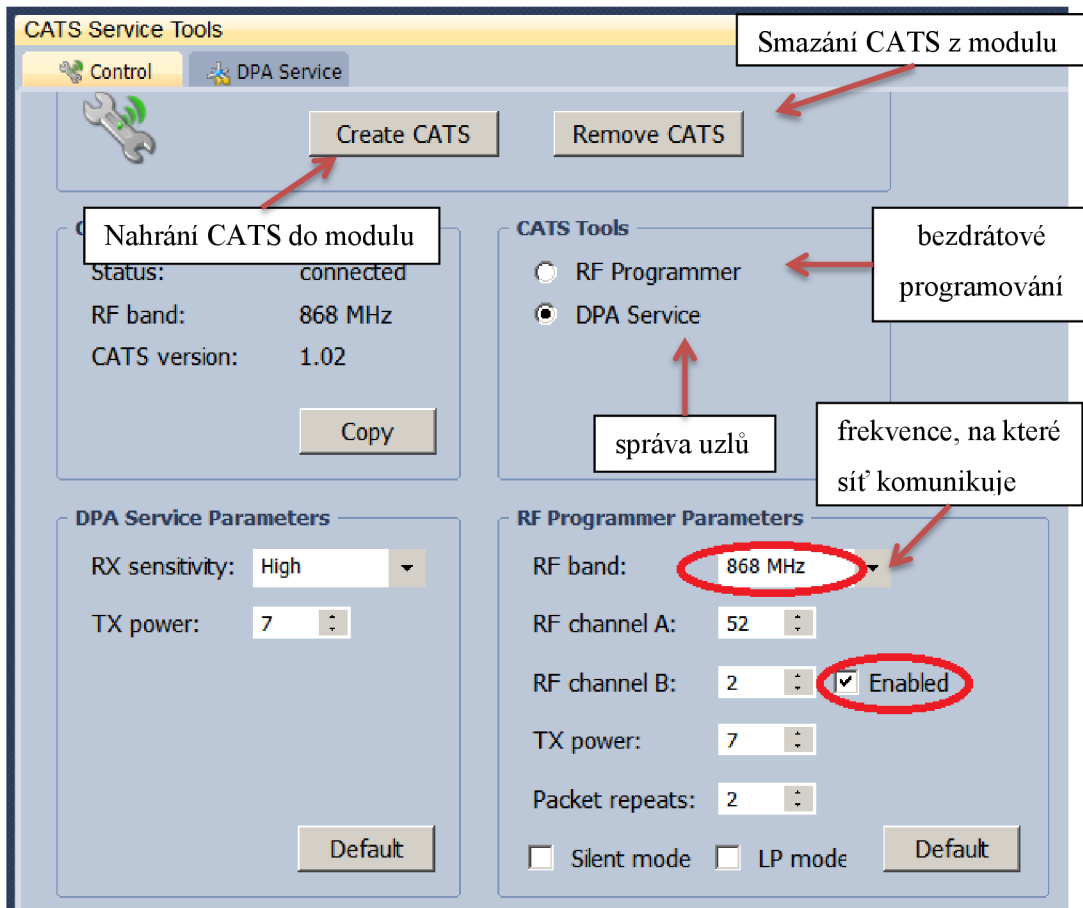 CATS Service Tools
Smazání CATS z modulu
Control
DPA Service
Create CATS
Remove CATS
Nahrání CATS do modulu
CATS Tools
bezdrátové
programování
Status: connected
RF Programmer
RF band: 868 MHz
DPA Service
CATS version: 1.02
Copy
správa uzlů
frekvence, na které
síť komunikuje
DPA Service Parameters
RX sensitivity: High
TX power: 7
Default
RF Programmer Parameters
RF band: 868 MHz
RF channel A: 52
RF channel B: 2 Enabled
TX power: 7
Packet repeats: 2
Silent mode LP mode
Default